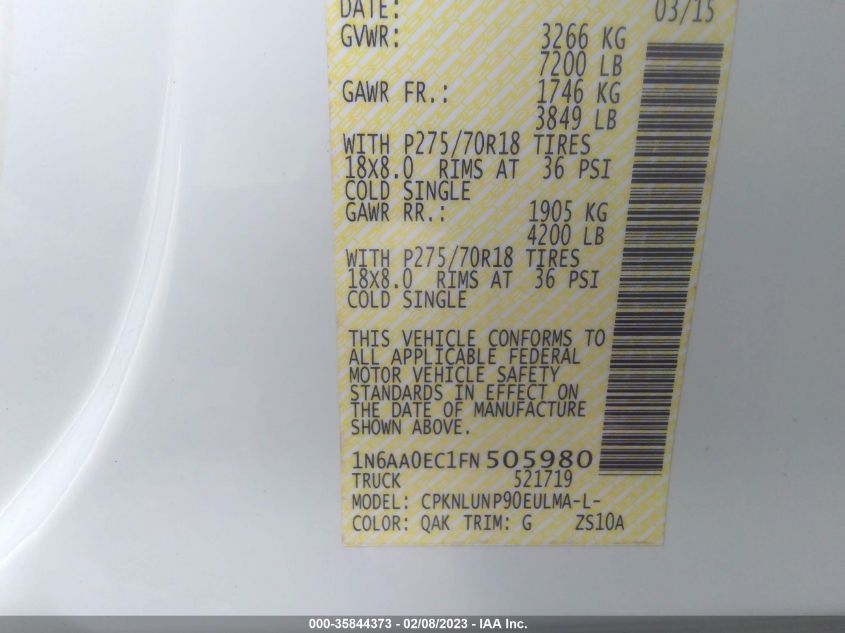 DATE: 03/15
GVWR: 3266 KG
7200 LB
GAWR FR.: 1746 KG
3849 LB
WITH P275/70R18 TIRES
18X8.0 RIMS AT 36 PSI
COLD SINGLE
GAWR RR.: 1905 KG
4200 LB
WITH P275/70R18 TIRES
18X8.0 RIMS AT 36 PSI
COLD SINGLE
THIS VEHICLE CONFORMS TO
ALL APPLICABLE FEDERAL
MOTOR VEHICLE SAFETY
STANDARDS IN EFFECT ON
THE DATE OF MANUFACTURE
SHOWN ABOVE.
1N6AA0EC1FN 505980
TRUCK 521719
MODEL: CPKNLUNP90EULMA-L-
COLOR: QAK TRIM: G ZS10A
000-35844373 - 02/08/2023 - IAA Inc.